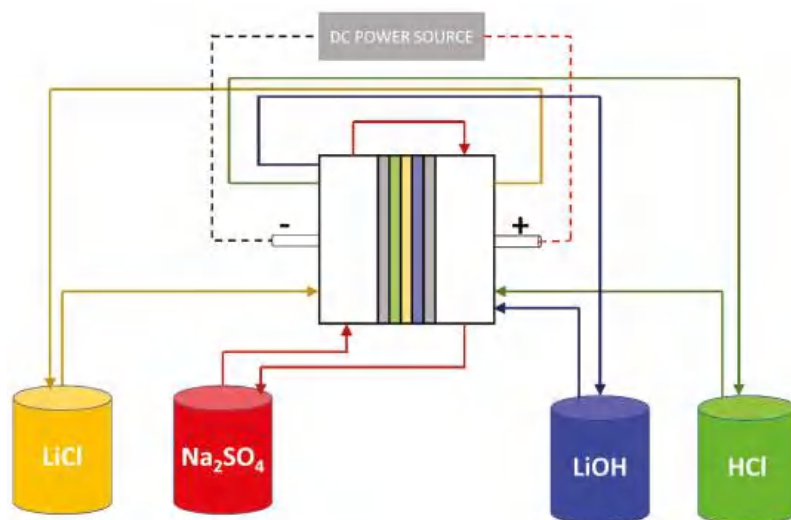 DC POWER SOURCE
-
+
LiCl
Na₂SO₄
LiOH
HCl